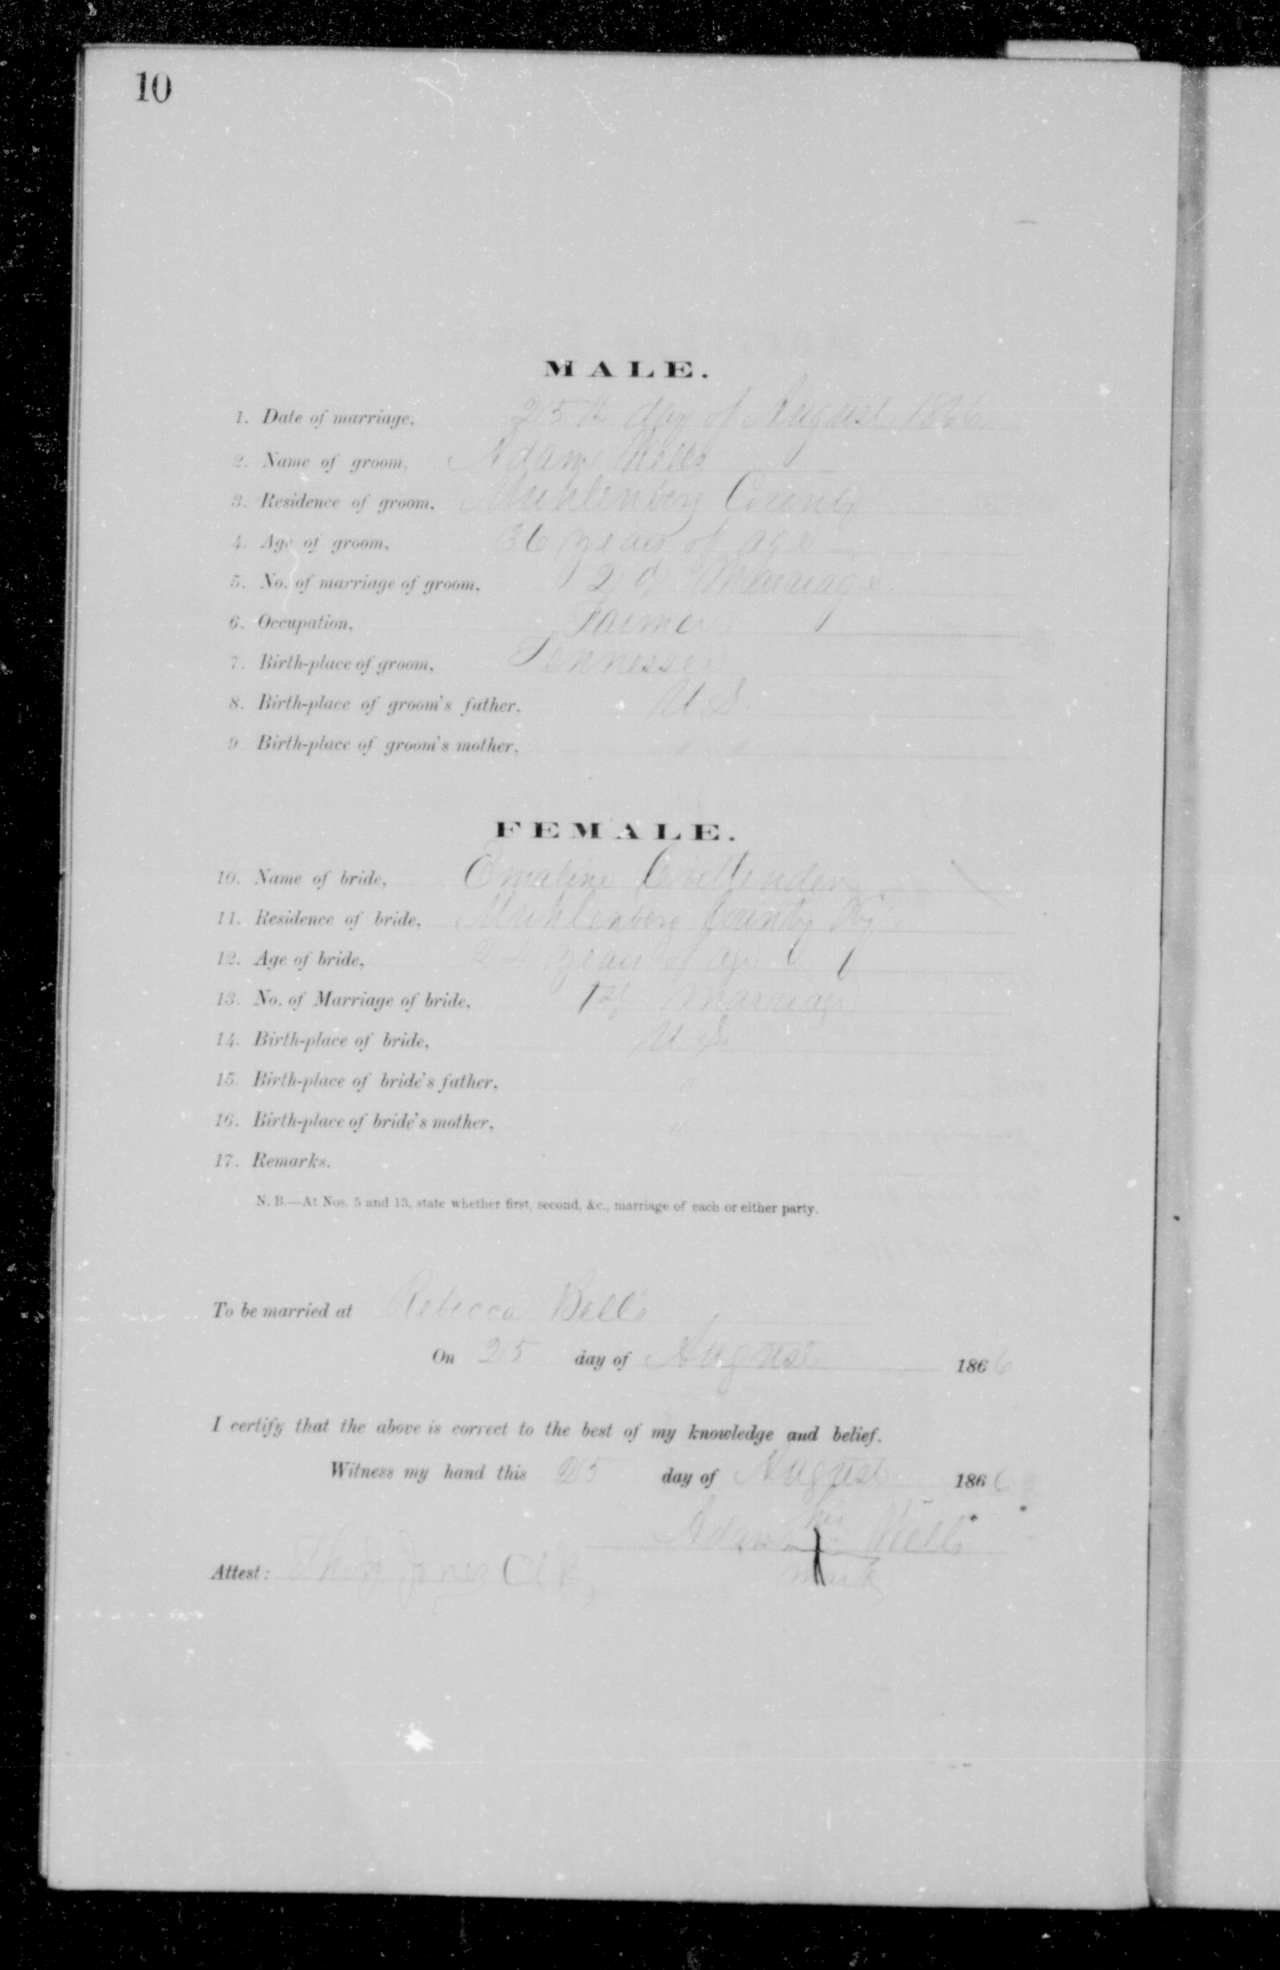 10
MALE.
1. Date of marriage, 25th day of August 1866
2. Name of groom, Adam Wells
3. Residence of groom, Muhlenberg County
4. Age of groom, 36 years of age
5. No. of marriage of groom, 2d Marriage
6. Occupation, Farmer
7. Birth-place of groom, Tennessee
8. Birth-place of groom's father, U.S
9. Birth-place of groom's mother, " "
FEMALE.
10. Name of bride, Emaline Crittenden
11. Residence of bride, Muhlenberg County Ky
12. Age of bride, years of age
13. No. of Marriage of bride, 1st Marriage
14. Birth-place of bride, U.S.
15. Birth-place of bride's father, "
16. Birth-place of bride's mother, "
17. Remarks.
N. B.—At Nos. 5 and 13, state whether first, second, &c., marriage of each or either party.
To be married at Rebecca Bell's
On 25 day of August 1866
I certify that the above is correct to the best of my knowledge and belief.
Witness my hand this 25 day of August 1866
his
Adam Wells
Attest: Jones Clk mark